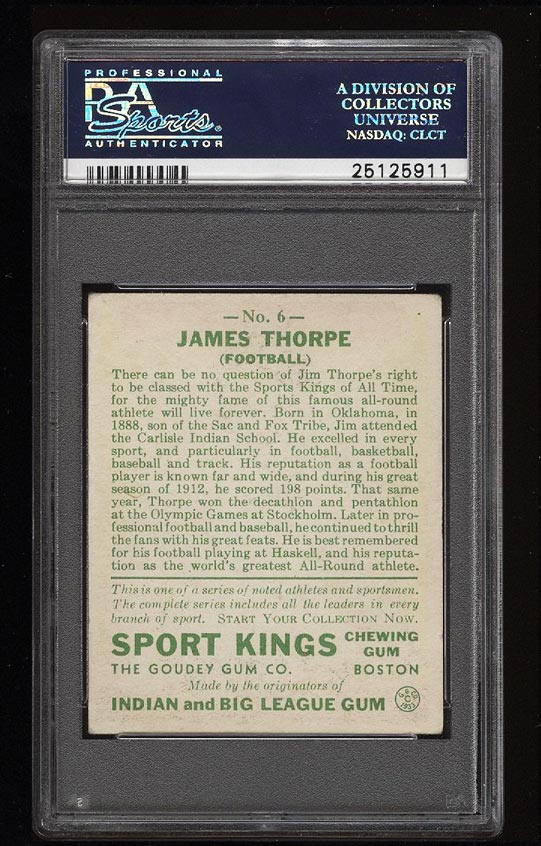 PROFESSIONAL
PSA
Sports
AUTHENTICATOR
A DIVISION OF
COLLECTORS
UNIVERSE
NASDAQ: CLCT
25125911
— No. 6 —
JAMES THORPE
(FOOTBALL)
There can be no question of Jim Thorpe's right
to be classed with the Sports Kings of All Time,
for the mighty fame of this famous all-round
athlete will live forever. Born in Oklahoma, in
1888, son of the Sac and Fox Tribe, Jim attended
the Carlisle Indian School. He excelled in every
sport, and particularly in football, basketball,
baseball and track. His reputation as a football
player is known far and wide, and during his great
season of 1912, he scored 198 points. That same
year, Thorpe won the decathlon and pentathlon
at the Olympic Games at Stockholm. Later in pro-
fessional football and baseball, he continued to thrill
the fans with his great feats. He is best remembered
for his football playing at Haskell, and his reputa-
tion as the world's greatest All-Round athlete.
This is one of a series of noted athletes and sportsmen.
The complete series includes all the leaders in every
branch of sport. START YOUR COLLECTION NOW.
SPORT KINGS CHEWING GUM
THE GOUDEY GUM CO. BOSTON
Made by the originators of
INDIAN and BIG LEAGUE GUM
1933